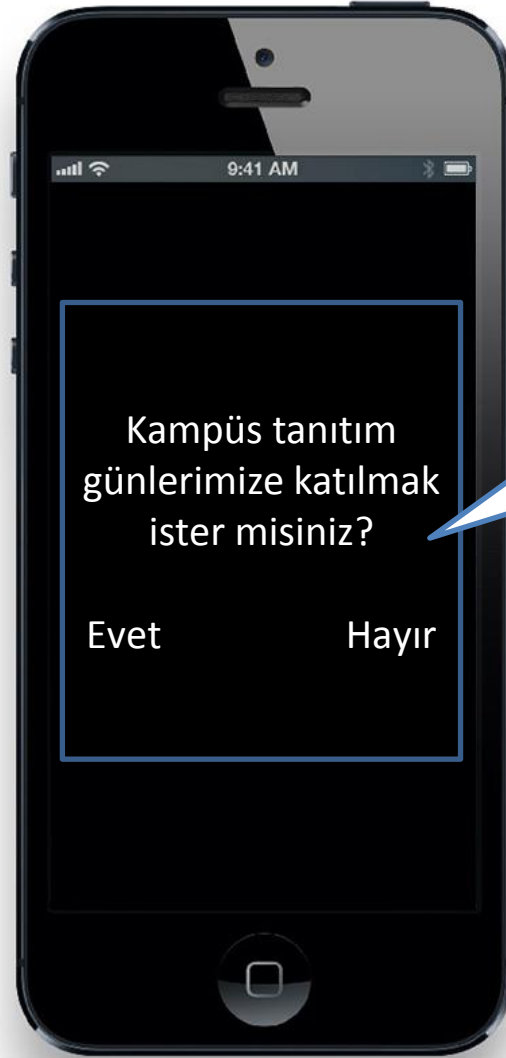 9:41 AM
Kampüs tanıtım
günlerimize katılmak
ister misiniz?
Evet Hayır